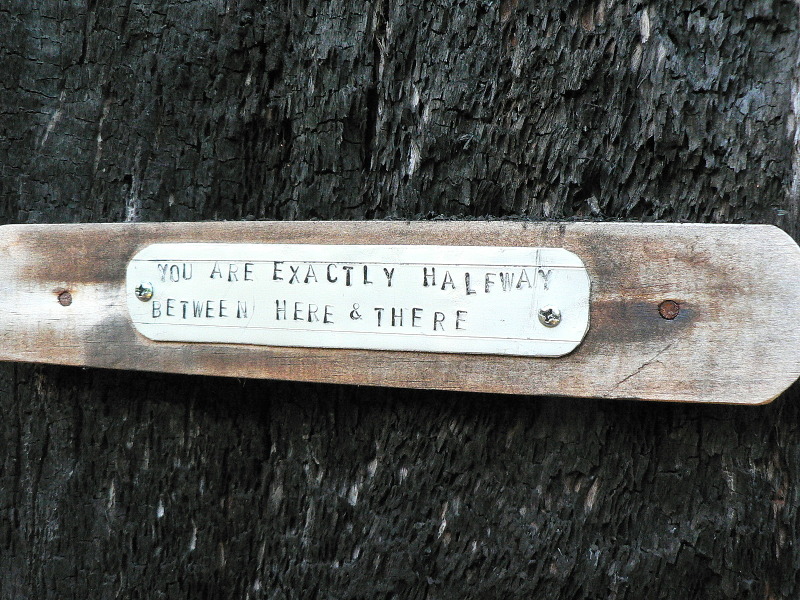 YOU ARE EXACTLY HALFWAY
BETWEEN HERE & THERE